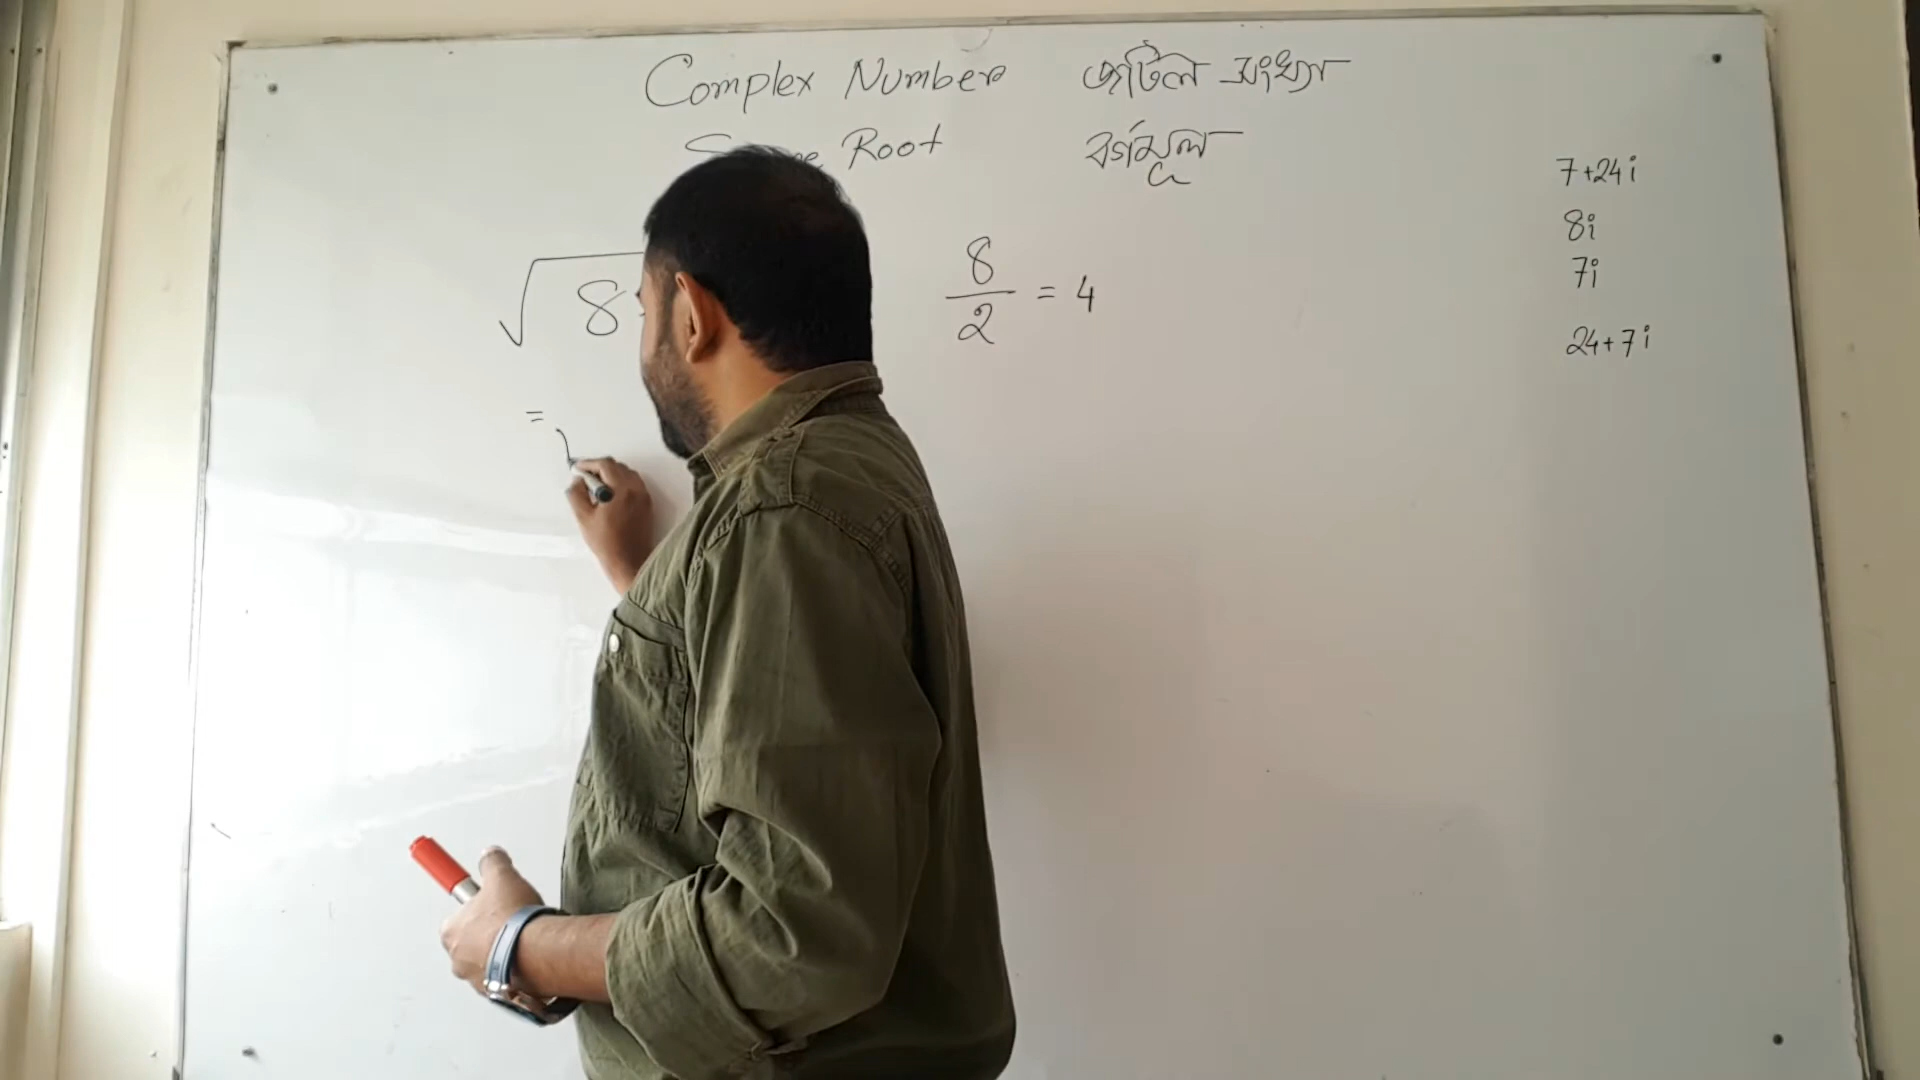 Complex Number জটিল সংখ্যা
Root বর্গমূল
√8
8/2 = 4
=
7+24i
8i
7i
24+7i